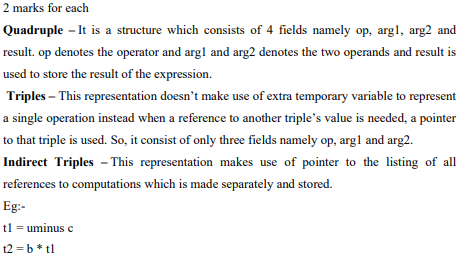 2 marks for each
Quadruple – It is a structure which consists of 4 fields namely op, arg1, arg2 and
result. op denotes the operator and arg1 and arg2 denotes the two operands and result is
used to store the result of the expression.
Triples – This representation doesn't make use of extra temporary variable to represent
a single operation instead when a reference to another triple's value is needed, a pointer
to that triple is used. So, it consist of only three fields namely op, arg1 and arg2.
Indirect Triples – This representation makes use of pointer to the listing of all
references to computations which is made separately and stored.
Eg:-
t1 = uminus c
t2 = b * t1